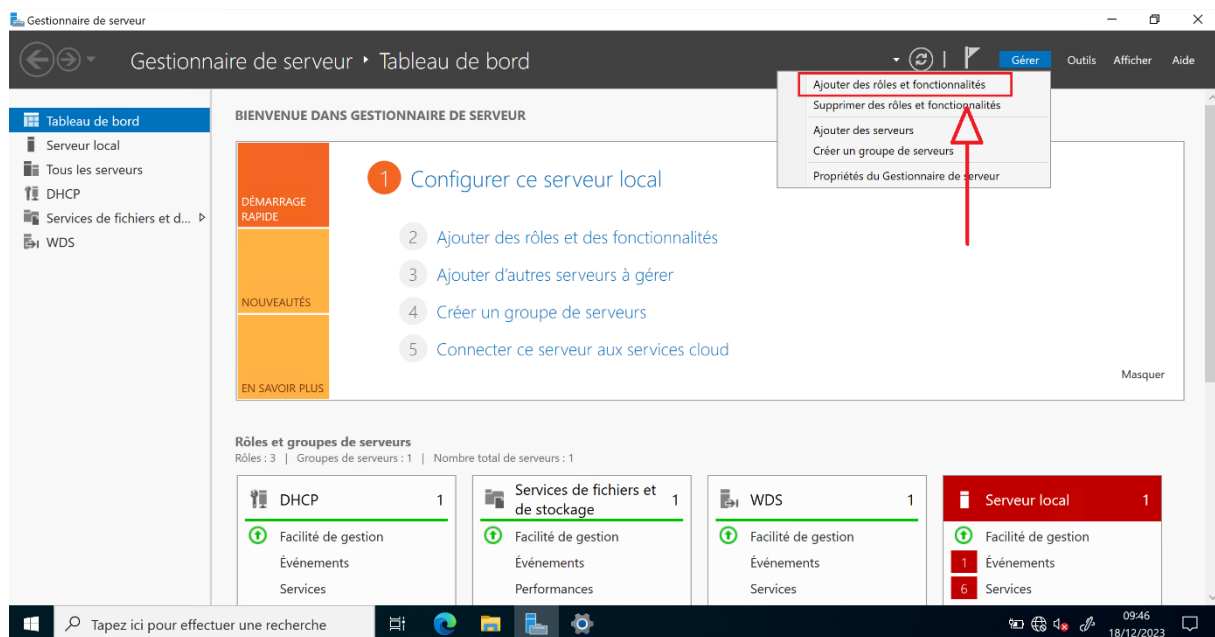 Gestionnaire de serveur
Gestionnaire de serveur • Tableau de bord
Gérer Outils Afficher Aide
Ajouter des rôles et fonctionnalités
Supprimer des rôles et fonctionnalités
Ajouter des serveurs
Créer un groupe de serveurs
Propriétés du Gestionnaire de serveur
Tableau de bord
Serveur local
Tous les serveurs
DHCP
Services de fichiers et d...
WDS
BIENVENUE DANS GESTIONNAIRE DE SERVEUR
DÉMARRAGE
RAPIDE
NOUVEAUTÉS
EN SAVOIR PLUS
1 Configurer ce serveur local
2 Ajouter des rôles et des fonctionnalités
3 Ajouter d’autres serveurs à gérer
4 Créer un groupe de serveurs
5 Connecter ce serveur aux services cloud
Masquer
Rôles et groupes de serveurs
Rôles : 3 | Groupes de serveurs : 1 | Nombre total de serveurs : 1
DHCP 1
Facilité de gestion
Événements
Services
Services de fichiers et
de stockage 1
Facilité de gestion
Événements
Performances
WDS 1
Facilité de gestion
Événements
Services
Serveur local 1
Facilité de gestion
1 Événements
6 Services
Tapez ici pour effectuer une recherche
09:46
18/12/2023